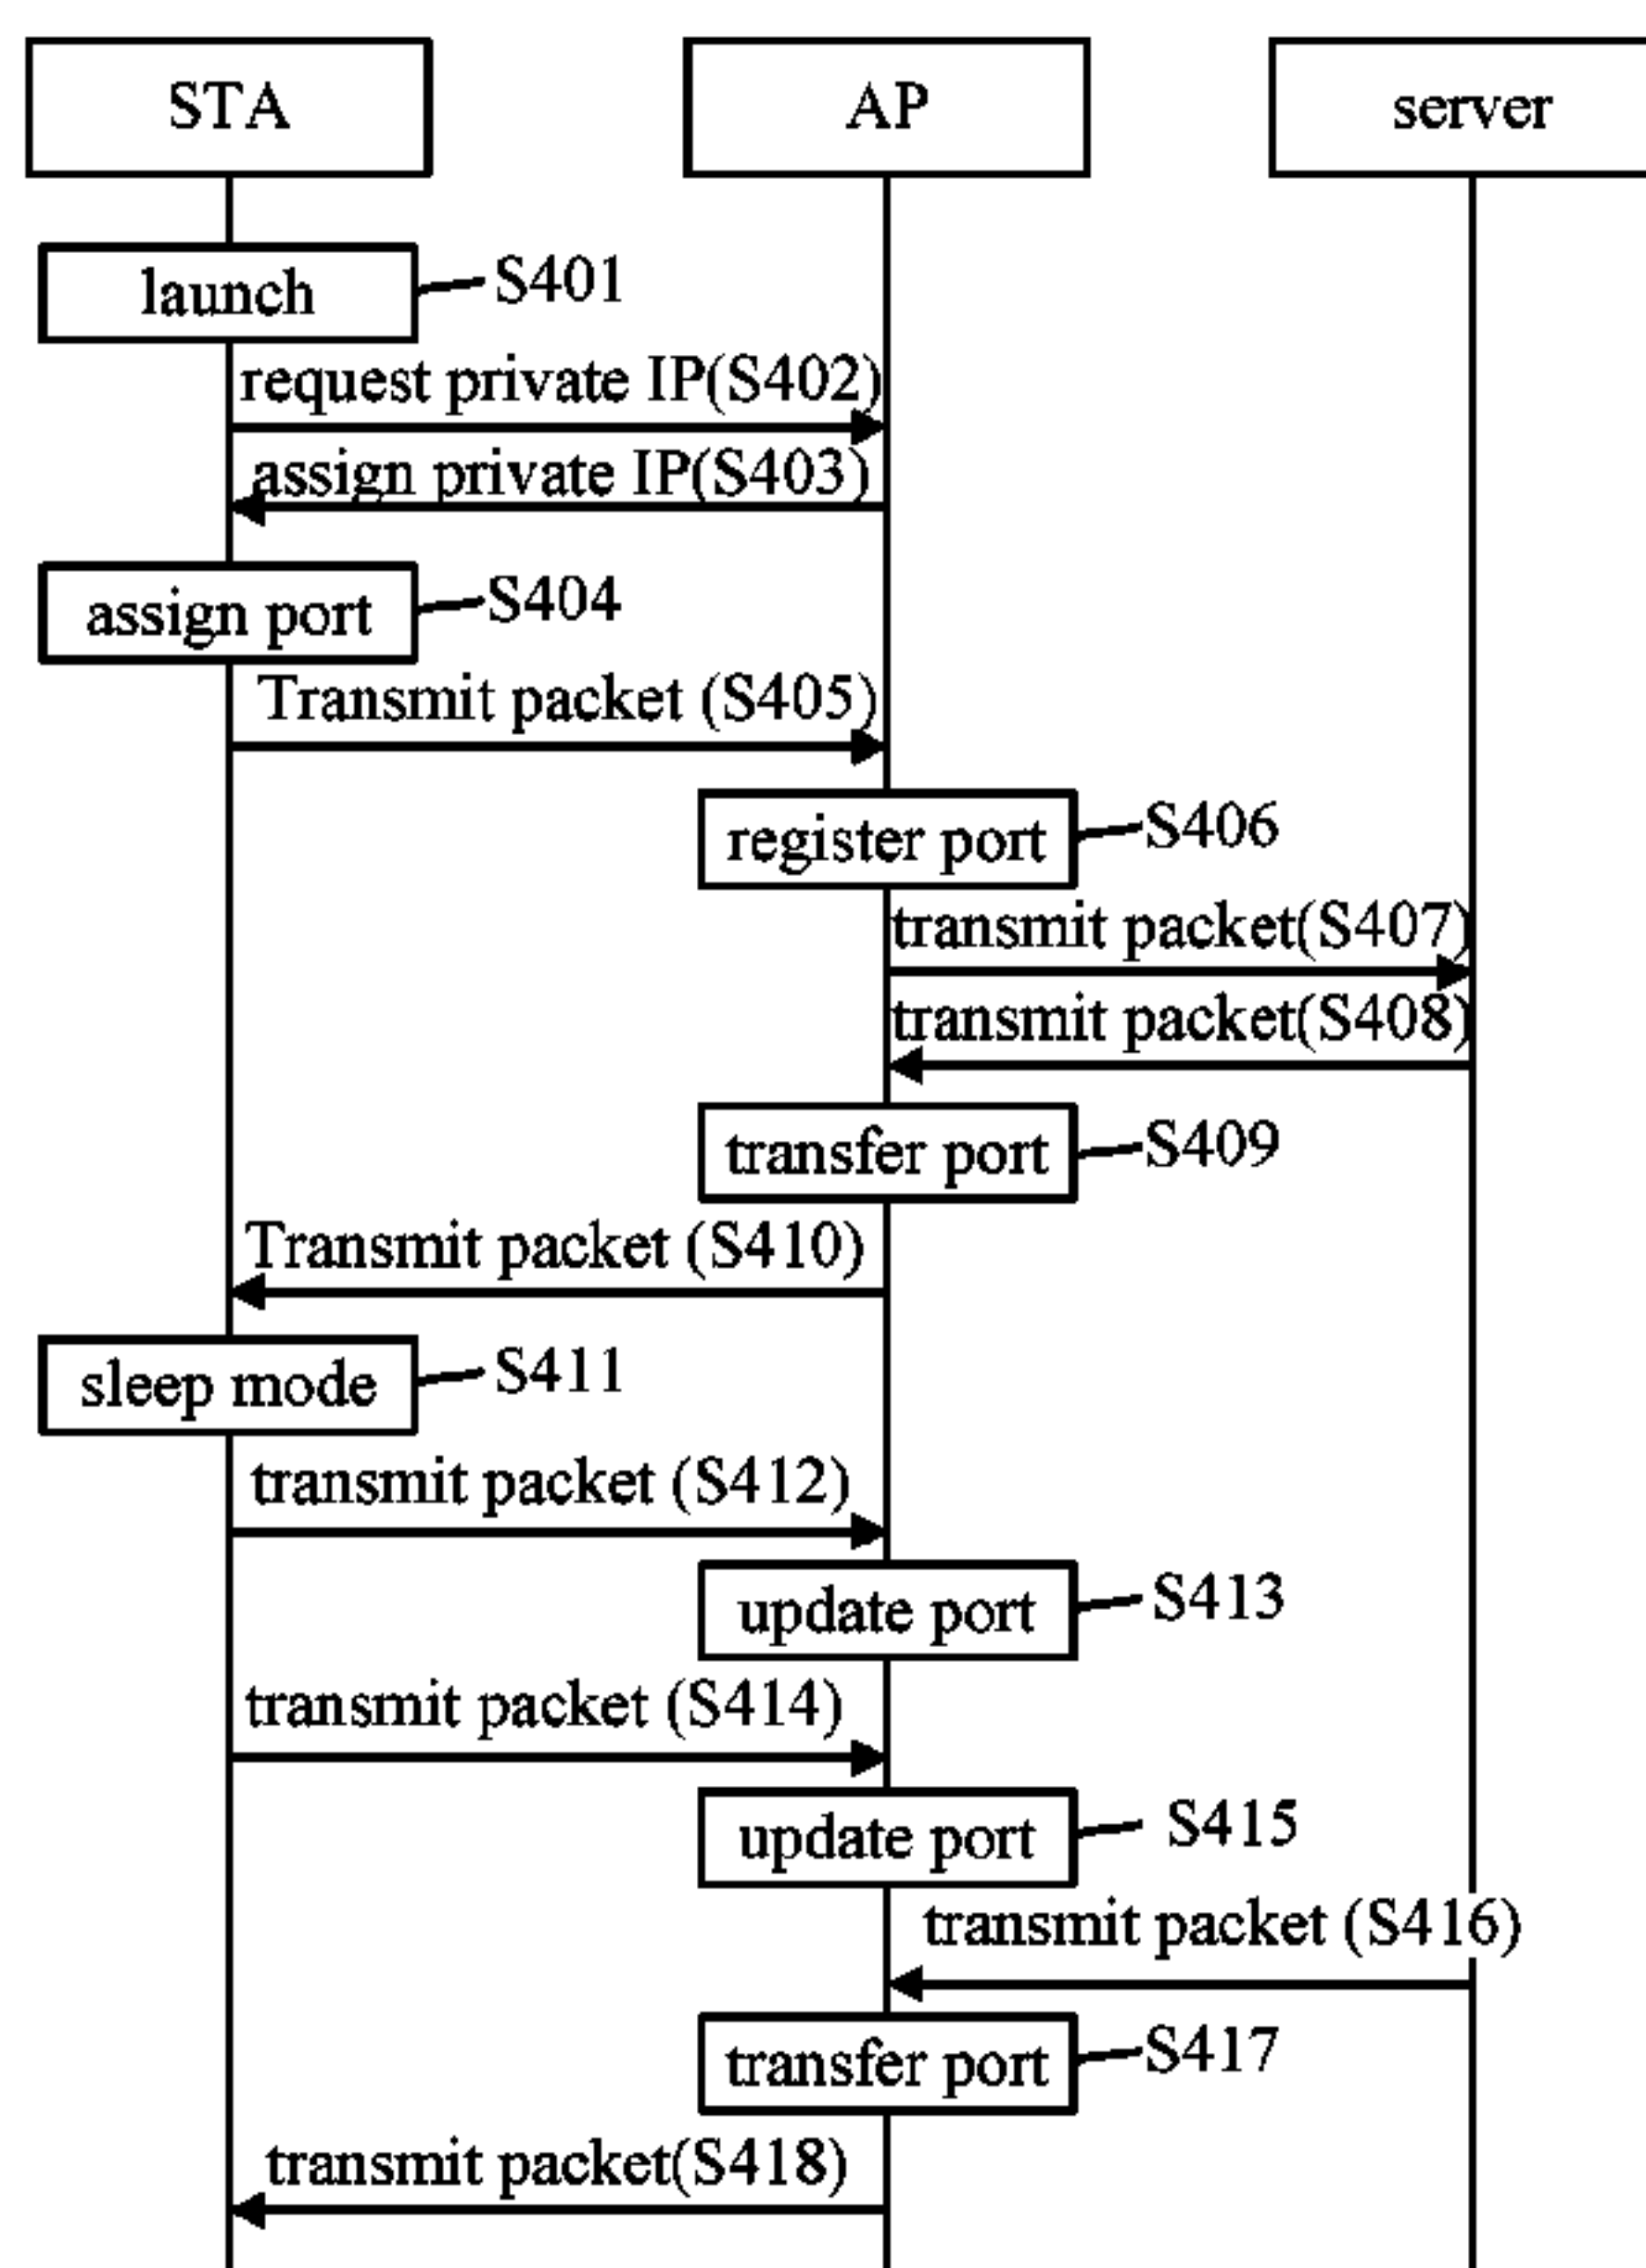 STA
AP
server
launch
S401
request private IP(S402)
assign private IP(S403)
assign port
S404
Transmit packet (S405)
register port
S406
transmit packet(S407)
transmit packet(S408)
transfer port
S409
Transmit packet (S410)
sleep mode
S411
transmit packet (S412)
update port
S413
transmit packet (S414)
update port
S415
transmit packet (S416)
transfer port
S417
transmit packet(S418)